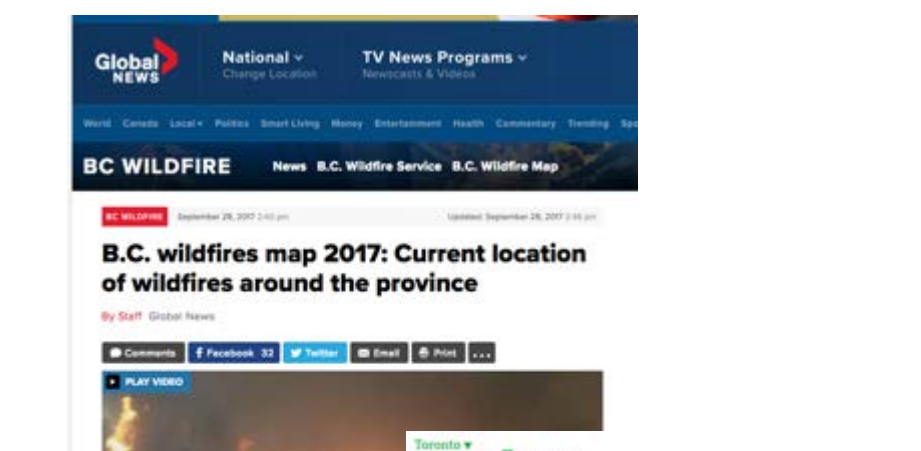 Global
NEWS
National
Change Location
TV News Programs
Newscasts & Videos
World Canada Local Politics Smart Living Money Entertainment Health Commentary Trending
BC WILDFIRE
News B.C. Wildfire Service B.C. Wildfire Map
BC WILDFIRE September 28, 2017 2:40 pm Updated: September 28, 2017
B.C. wildfires map 2017: Current location
of wildfires around the province
By Staff Global News
Comments Facebook 32 Twitter Email Print ...
PLAY VIDEO
Toronto